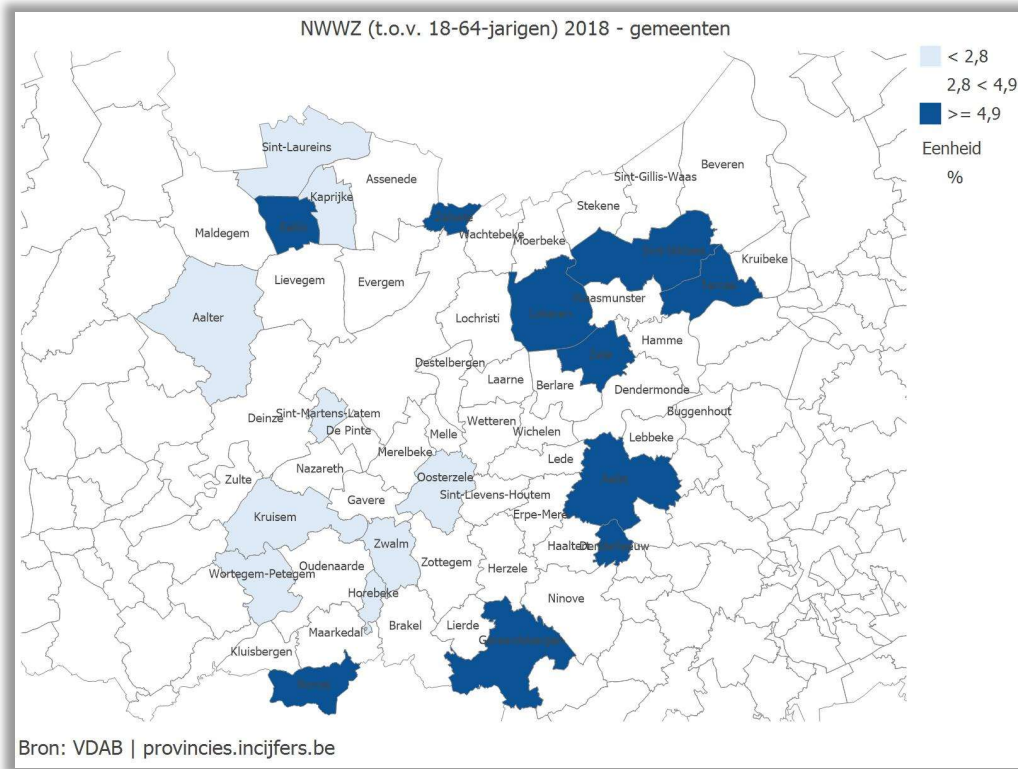 NWWZ (t.o.v. 18-64-jarigen) 2018 - gemeenten
< 2,8
2,8 < 4,9
>= 4,9
Eenheid
%
Sint-Laureins
Assenede
Kaprijke
Beveren
Sint-Gillis-Waas
Stekene
Maldegem
Wachtebeke
Moerbeke
Kruibeke
Lievegem
Evergem
Aalter
Lochristi
Hamme
Destelbergen
Laarne
Berlare
Dendermonde
Deinze
Sint-Martens-Latem
De Pinte
Melle
Wetteren
Wichelen
Buggenhout
Lebbeke
Merelbeke
Lede
Nazareth
Zulte
Oosterzele
Gavere
Sint-Lievens-Houtem
Kruisem
Erpe-Mere
Zwalm
Oudenaarde
Zottegem
Herzele
Wortegem-Petegem
Horebeke
Ninove
Maarkedal
Brakel
Lierde
Kluisbergen
Bron: VDAB | provincies.incijfers.be